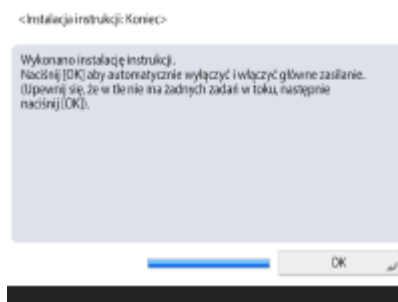 <Instalacja instrukcji: Koniec>
Wykonano instalację instrukcji.
Naciśnij [OK] aby automatycznie wyłączyć i włączyć główne zasilanie.
(Upewnij się, że w tle nie ma żadnych zadań w toku, następnie
naciśnij [OK]).
OK